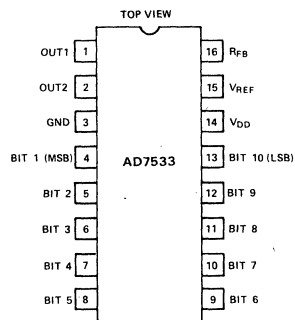 TOP VIEW
OUT1 1 16 RFB
OUT2 2 15 VREF
GND 3 14 VDD
BIT 1 (MSB) 4 AD7533 13 BIT 10 (LSB)
BIT 2 5 12 BIT 9
BIT 3 6 11 BIT 8
BIT 4 7 10 BIT 7
BIT 5 8 9 BIT 6